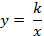 y = k/x